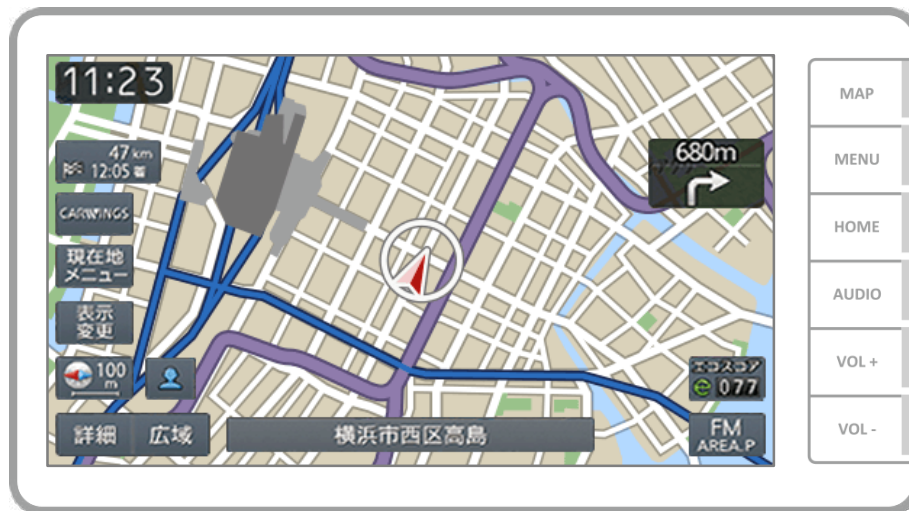 11:23
47 km
12:05 着
CARWINGS
現在地
メニュー
表示
変更
100
m
詳細
広域
横浜市西区高島
680m
エコスコア
077
FM
AREA.P
MAP
MENU
HOME
AUDIO
VOL +
VOL -